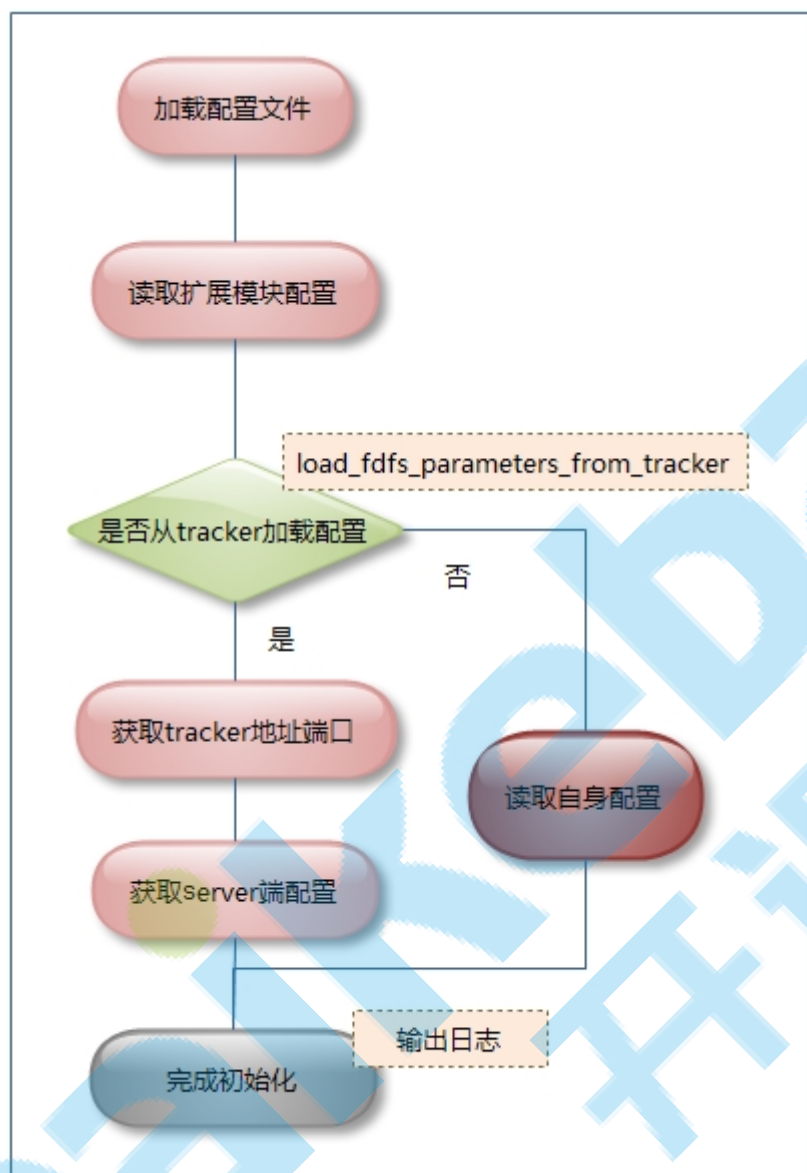 加载配置文件
读取扩展模块配置
load_fdfs_parameters_from_tracker
是否从tracker加载配置
否
是
获取tracker地址端口
读取自身配置
获取server端配置
输出日志
完成初始化